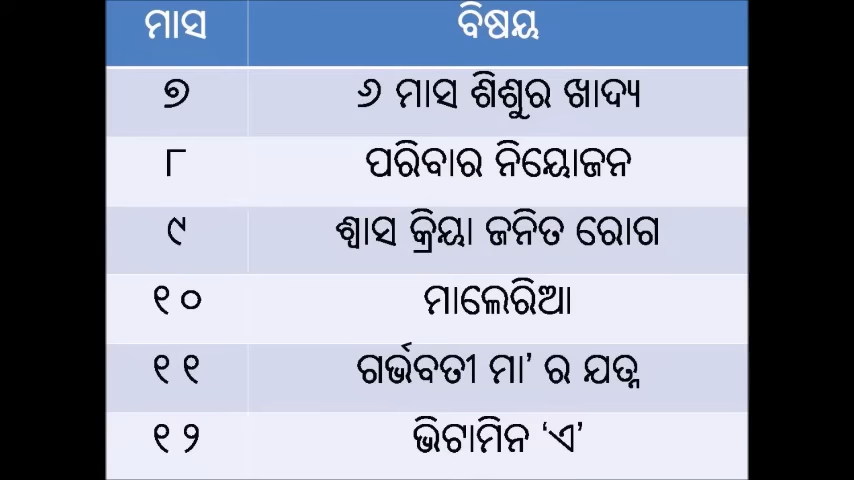 ମାସ ବିଷୟ
୭ ୬ ମାସ ଶିଶୁର ଖାଦ୍ୟ
୮ ପରିବାର ନିୟୋଜନ
୯ ଶ୍ଵାସ କ୍ରିୟା ଜନିତ ରୋଗ
୧୦ ମାଲେରିଆ
୧୧ ଗର୍ଭବତୀ ମା’ ର ଯତ୍ନ
୧୨ ଭିଟାମିନ ‘ଏ’